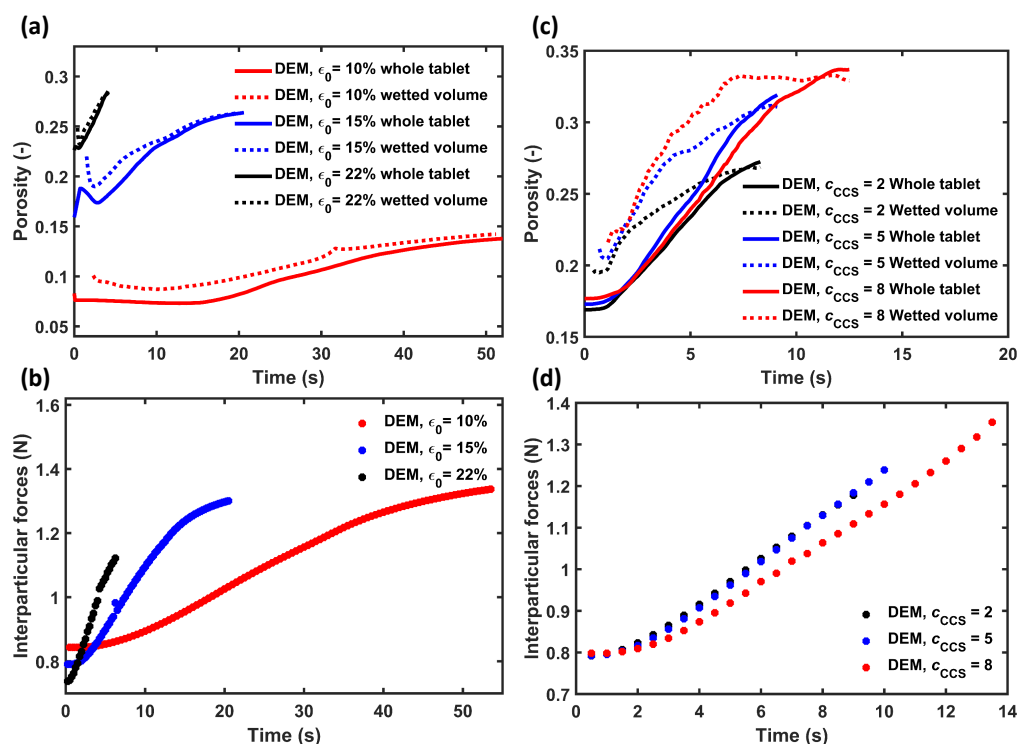 (a)
0.3
0.25
0.2
0.15
0.1
0.05
Porosity (-)
DEM, ϵ0= 10% whole tablet
DEM, ϵ0= 10% wetted volume
DEM, ϵ0= 15% whole tablet
DEM, ϵ0= 15% wetted volume
DEM, ϵ0= 22% whole tablet
DEM, ϵ0= 22% wetted volume
0 10 20 30 40 50
Time (s)
(c)
0.35
0.3
0.25
0.2
0.15
Porosity (-)
DEM, cCCS = 2 Whole tablet
DEM, cCCS = 2 Wetted volume
DEM, cCCS = 5 Whole tablet
DEM, cCCS = 5 Wetted volume
DEM, cCCS = 8 Whole tablet
DEM, cCCS = 8 Wetted volume
0 5 10 15 20
Time (s)
(b)
1.6
1.4
1.2
1
0.8
Interparticular forces (N)
DEM, ϵ0= 10%
DEM, ϵ0= 15%
DEM, ϵ0= 22%
0 10 20 30 40 50
Time (s)
(d)
1.4
1.3
1.2
1.1
1
0.9
0.8
0.7
Interparticular forces (N)
DEM, cCCS = 2
DEM, cCCS = 5
DEM, cCCS = 8
0 2 4 6 8 10 12 14
Time (s)